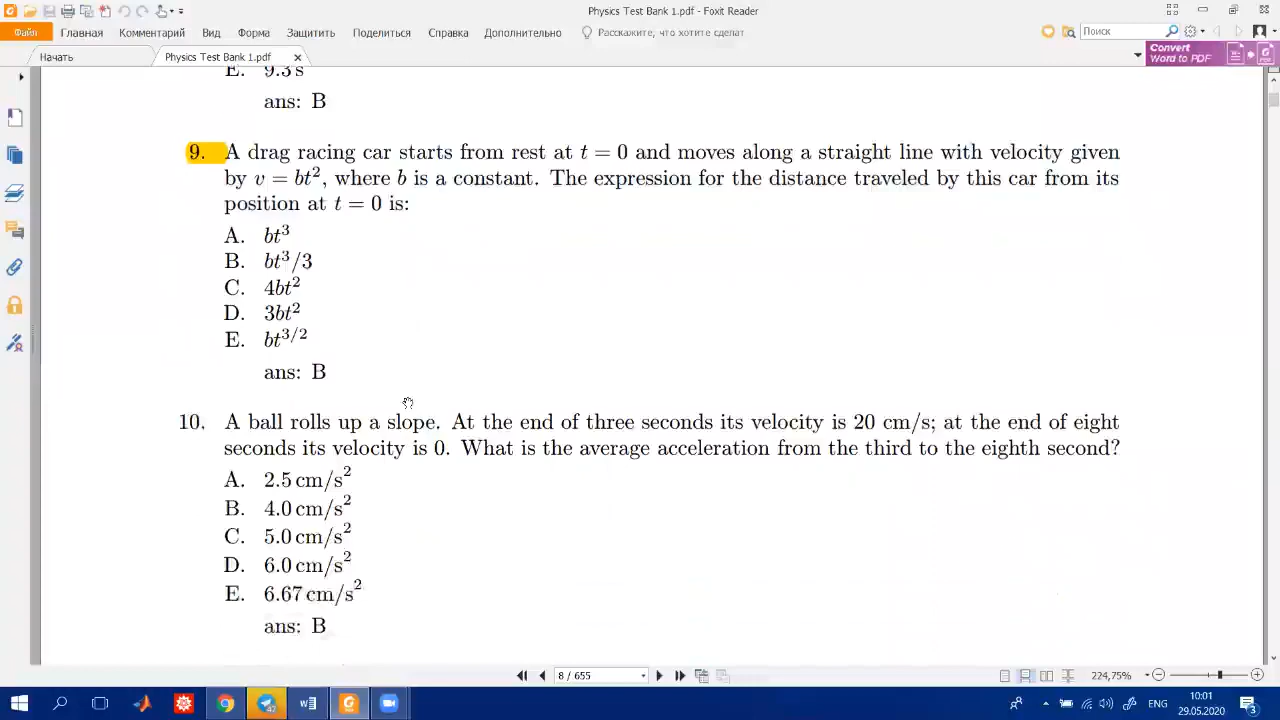 Physics Test Bank 1.pdf - Foxit Reader
Файл Главная Комментарий Вид Форма Защитить Поделиться Справка Дополнительно Расскажите, что хотите сделат Поиск
Начать Physics Test Bank 1.pdf Convert Word to PDF
E. 9.3 s
ans: B
9. A drag racing car starts from rest at t = 0 and moves along a straight line with velocity given
by v = bt², where b is a constant. The expression for the distance traveled by this car from its
position at t = 0 is:
A. bt³
B. bt³/3
C. 4bt²
D. 3bt²
E. bt³/²
ans: B
10. A ball rolls up a slope. At the end of three seconds its velocity is 20 cm/s; at the end of eight
seconds its velocity is 0. What is the average acceleration from the third to the eighth second?
A. 2.5 cm/s²
B. 4.0 cm/s²
C. 5.0 cm/s²
D. 6.0 cm/s²
E. 6.67 cm/s²
ans: B
8 / 655 224,75%
ENG 10:01
29.05.2020